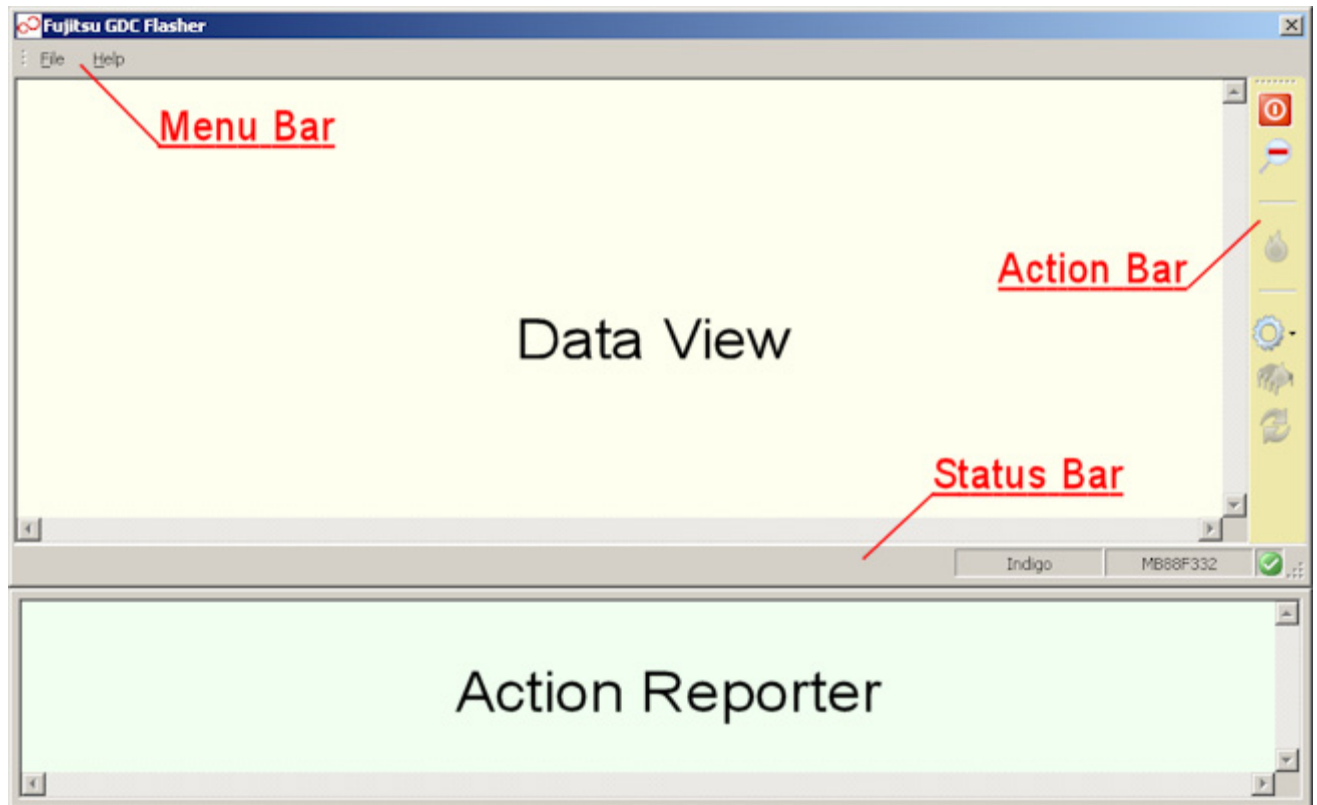 Fujitsu GDC Flasher
File Help
Menu Bar
Action Bar
Data View
Status Bar
Indigo MB88F332
Action Reporter